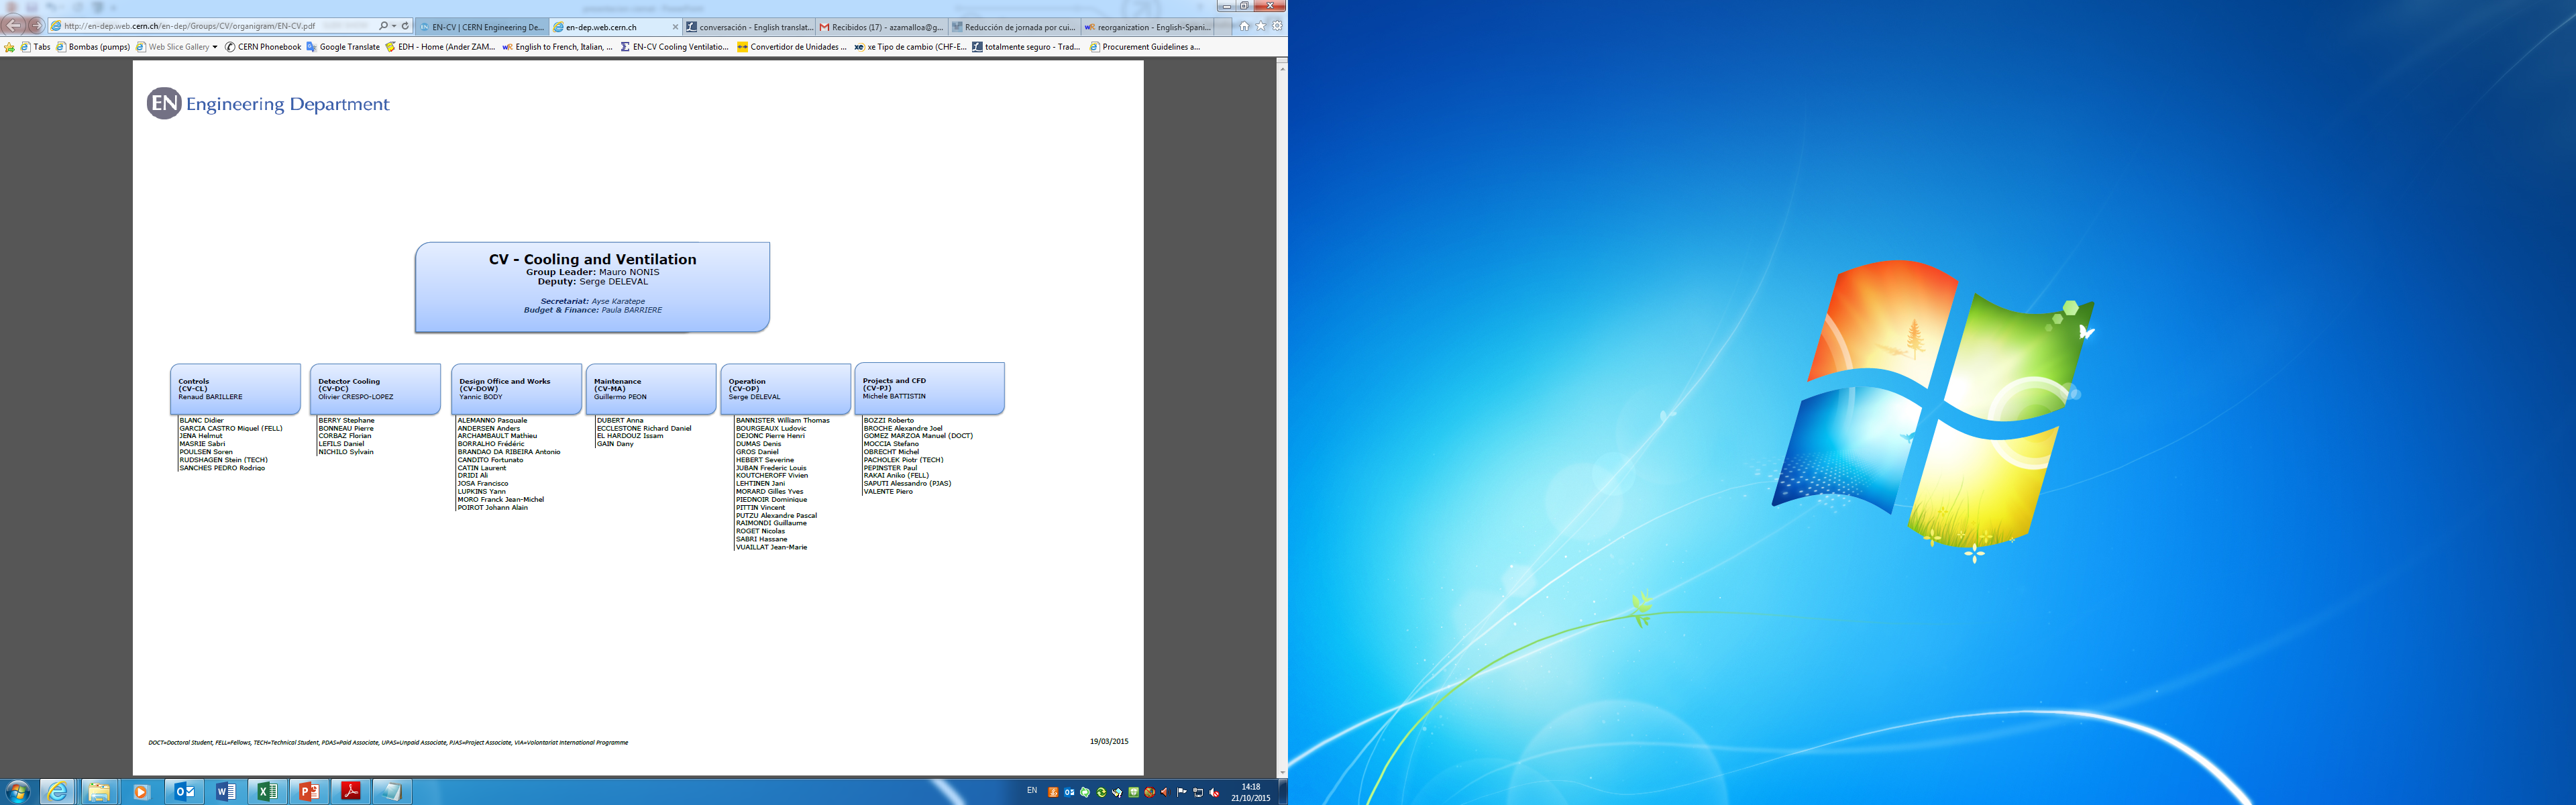 http://en-dep.web.cern.ch/en-dep/Groups/CV/organigram/EN-CV.pdf
EN-CV | CERN Engineering De...
en-dep.web.cern.ch
conversación - English translat...
Recibidos (17) - azamalloa@g...
Reducción de jornada por cui...
reorganization - English-Spani...
Tabs
Bombas (pumps)
Web Slice Gallery
CERN Phonebook
Google Translate
EDH - Home (Ander ZAM...
English to French, Italian, ...
EN-CV Cooling Ventilatio...
Convertidor de Unidades ...
xe Tipo de cambio (CHF-E...
totalmente seguro - Trad...
Procurement Guidelines a...
EN Engineering Department
CV - Cooling and Ventilation
Group Leader: Mauro NONIS
Deputy: Serge DELEVAL
Secretariat: Ayse Karatepe
Budget & Finance: Paula BARRIERE
Controls
(CV-CL)
Renaud BARILLERE
BLANC Didier
GARCIA CASTRO Miguel (FELL)
JENA Helmut
MASRIE Sabri
POULSEN Soren
RUDSHAGEN Stein (TECH)
SANCHES PEDRO Rodrigo
Detector Cooling
(CV-DC)
Olivier CRESPO-LOPEZ
BERRY Stephane
BONNEAU Pierre
CORBAZ Florian
LEFILS Daniel
NICHILO Sylvain
Design Office and Works
(CV-DOW)
Yannic BODY
ALEMANNO Pasquale
ANDERSEN Anders
ARCHAMBAULT Mathieu
BORRALHO Frédéric
BRANDAO DA RIBEIRA Antonio
CANDITO Fortunato
CATIN Laurent
DRIDI Ali
JOSA Francisco
LUPKINS Yann
MORO Franck Jean-Michel
POIROT Johann Alain
Maintenance
(CV-MA)
Guillermo PEON
DUBERT Anna
ECCLESTONE Richard Daniel
EL HARDOUZ Issam
GAIN Dany
Operation
(CV-OP)
Serge DELEVAL
BANNISTER William Thomas
BOURGEAUX Ludovic
DEJONC Pierre Henri
DUMAS Denis
GROS Daniel
HEBERT Severine
JUBAN Frederic Louis
KOUTCHEROFF Vivien
LEHTINEN Jani
MORARD Gilles Yves
PIEDNOIR Dominique
PITTIN Vincent
PUTZU Alexandre Pascal
RAIMONDI Guillaume
ROGET Nicolas
SABRI Hassane
VUAILLAT Jean-Marie
Projects and CFD
(CV-PJ)
Michele BATTISTIN
BOZZI Roberto
BROCHE Alexandre Joel
GOMEZ MARZOA Manuel (DOCT)
MOCCIA Stefano
OBRECHT Michel
PACHOLEK Piotr (TECH)
PEPINSTER Paul
RAKAI Aniko (FELL)
SAPUTI Alessandro (PJAS)
VALENTE Piero
DOCT=Doctoral Student, FELL=Fellows, TECH=Technical Student, PDAS=Paid Associate, UPAS=Unpaid Associate, PJAS=Project Associate, VIA=Volontariat International Programme
19/03/2015
EN
14:18
21/10/2015